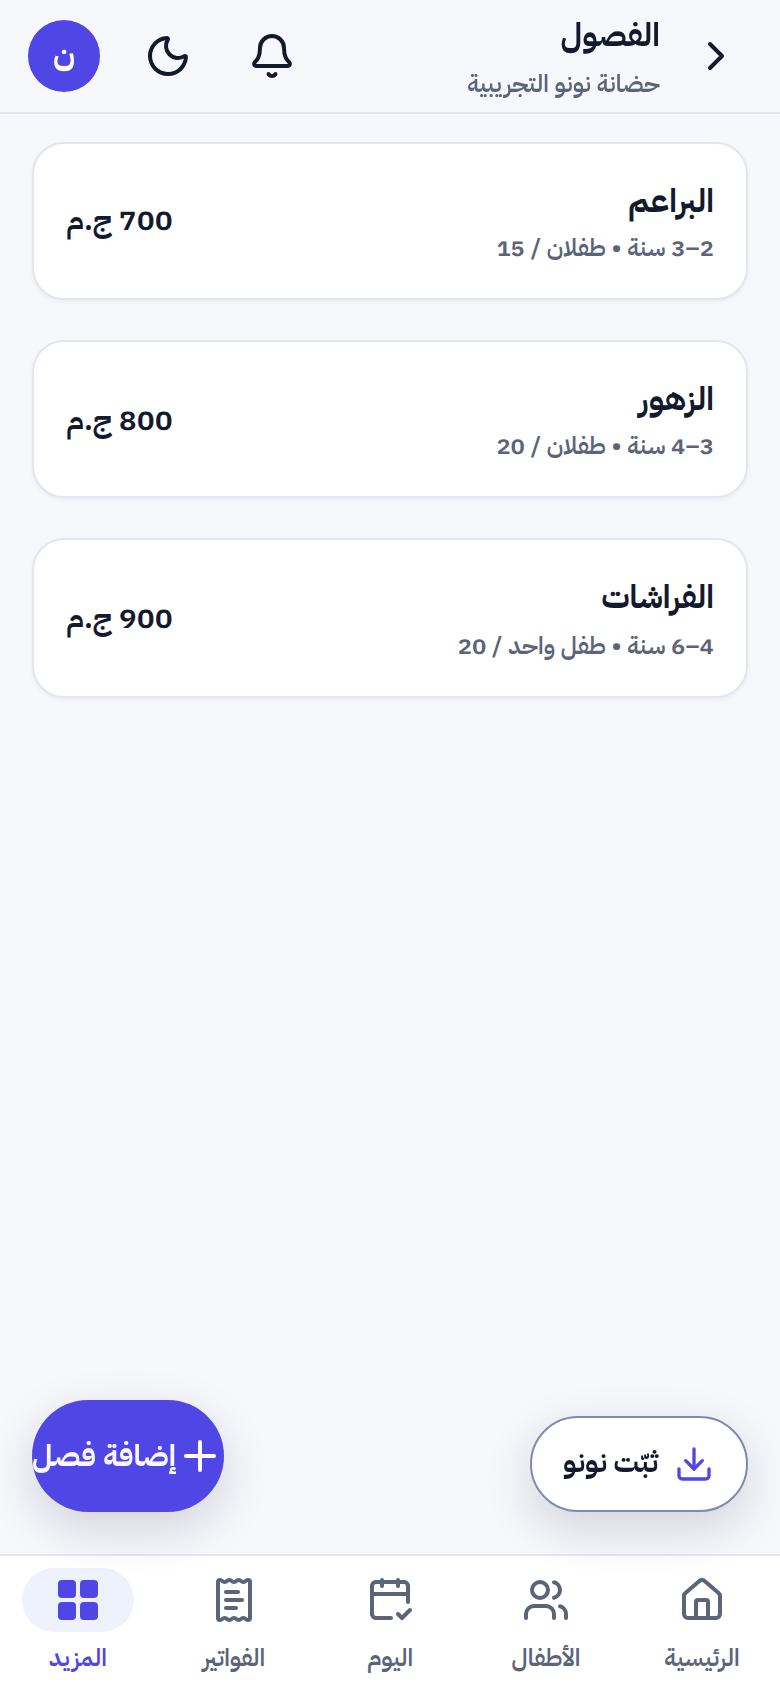 الفصول
حضانة نونو التجريبية
ن
البراعم
2–3 سنة • طفلان / 15
700 ج.م
الزهور
3–4 سنة • طفلان / 20
800 ج.م
الفراشات
4–6 سنة • طفل واحد / 20
900 ج.م
ثبّت نونو
إضافة فصل
الرئيسية
الأطفال
اليوم
الفواتير
المزيد